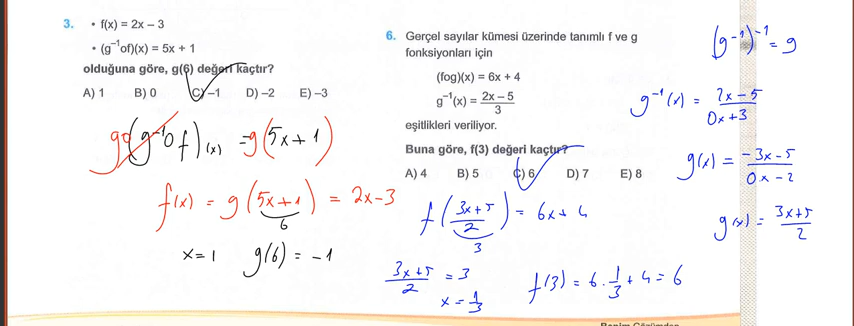 3. • f(x) = 2x – 3
• (g⁻¹of)(x) = 5x + 1
olduğuna göre, g(6) değeri kaçtır?
A) 1 B) 0 C) –1 D) –2 E) –3
go(g⁻¹of)(x) = g(5x+1)
f(x) = g(5x+1) = 2x-3
6
x=1 g(6) = -1
6. Gerçel sayılar kümesi üzerinde tanımlı f ve g
fonksiyonları için
(fog)(x) = 6x + 4
g⁻¹(x) = (2x – 5)/3
eşitlikleri veriliyor.
Buna göre, f(3) değeri kaçtır?
A) 4 B) 5 C) 6 D) 7 E) 8
f((3x+5)/2) = 6x+4
3
(3x+5)/2 = 3
x = 1/3
f(3) = 6·1/3+4=6
(g⁻¹)⁻¹ = g
g⁻¹(x) = (2x-5)/(0x+3)
g(x) = (-3x-5)/(0x-2)
g(x) = (3x+5)/2